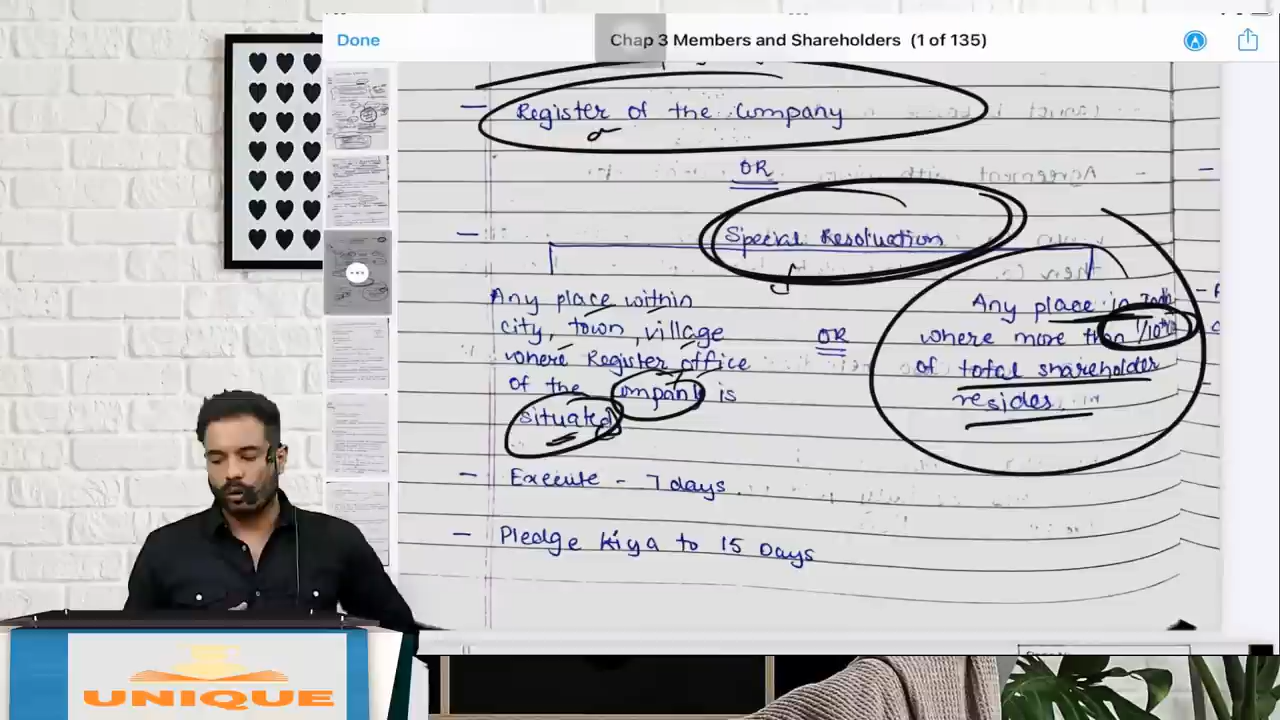 Done
Chap 3 Members and Shareholders (1 of 135)
— Register of the Company
OR
— Special Resoluation
Any place within
city, town, village
where Register office
of the company is
situated
OR
Any place in India
where more than 1/10th
of total shareholder
resides
— Execute - 7 days
— Pledge kiya to 15 Days
UNIQUE